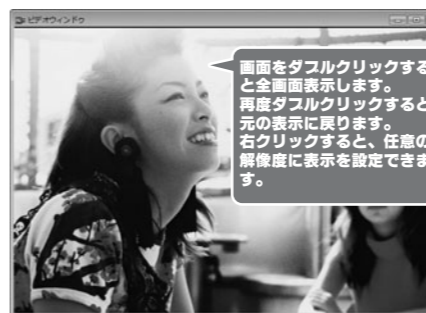 ビデオウィンドウ
画面をダブルクリックする
と全画面表示します。
再度ダブルクリックすると
元の表示に戻ります。
右クリックすると、任意の
解像度に表示を設定できま
す。